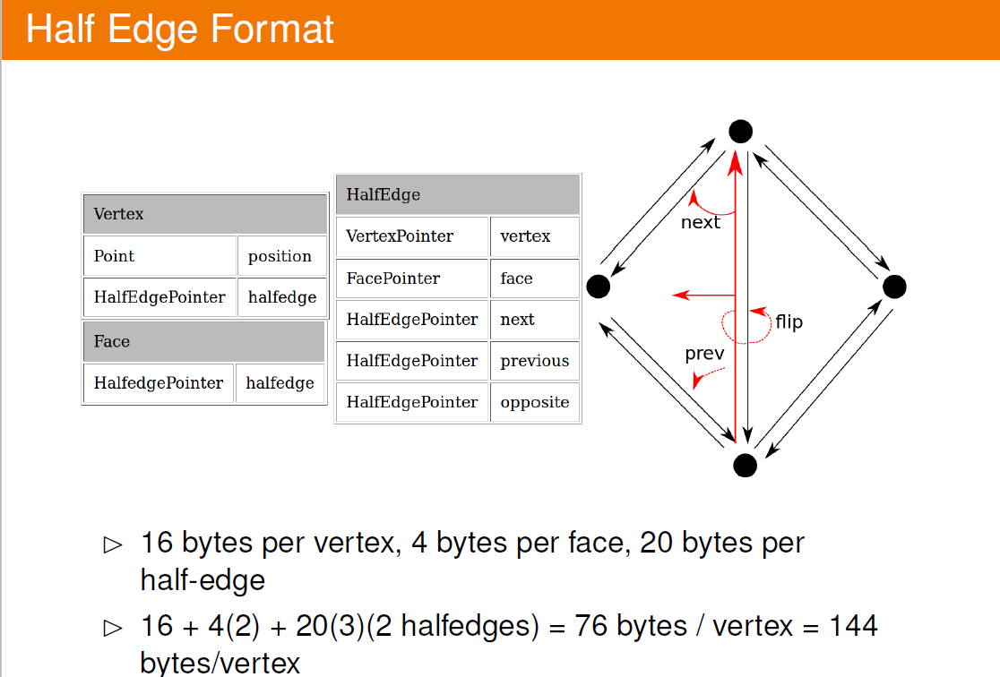 Half Edge Format
Vertex
Point position
HalfEdgePointer halfedge
Face
HalfedgePointer halfedge
HalfEdge
VertexPointer vertex
FacePointer face
HalfEdgePointer next
HalfEdgePointer previous
HalfEdgePointer opposite
next
flip
prev
▷ 16 bytes per vertex, 4 bytes per face, 20 bytes per
half-edge
▷ 16 + 4(2) + 20(3)(2 halfedges) = 76 bytes / vertex = 144
bytes/vertex